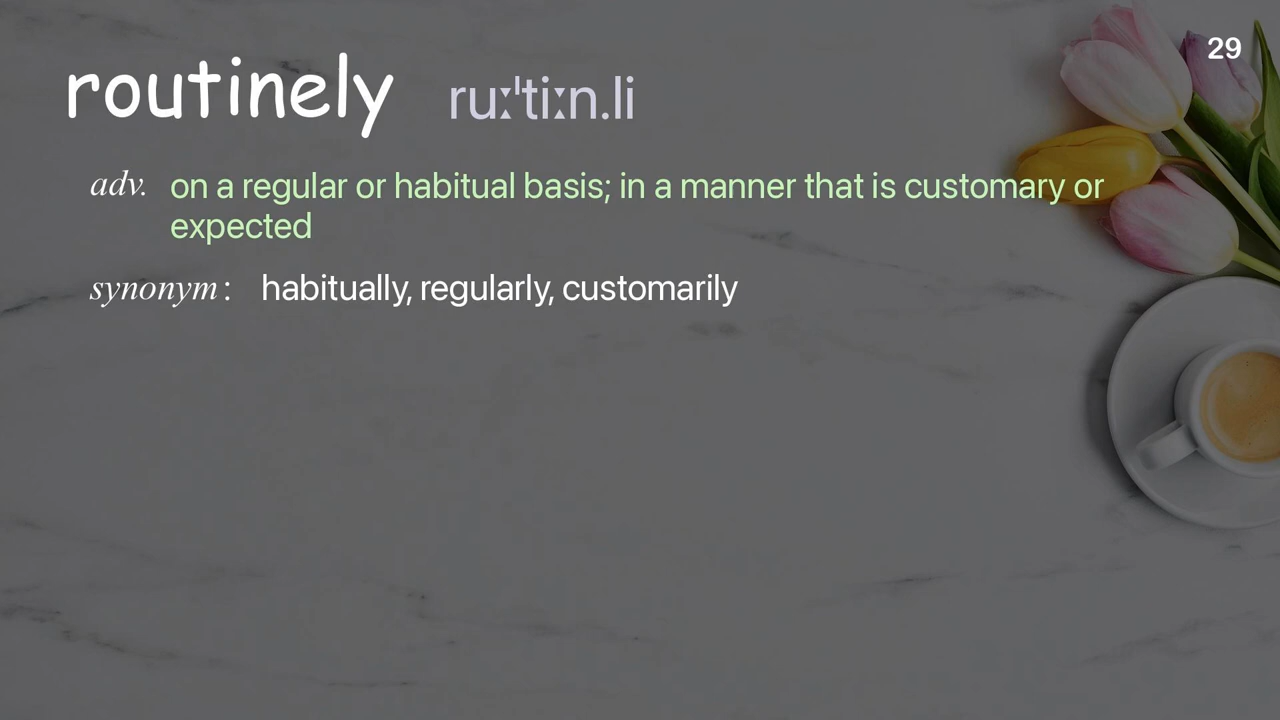 29
routinely ruːˈtiːn.li
adv. on a regular or habitual basis; in a manner that is customary or
expected
synonym: habitually, regularly, customarily